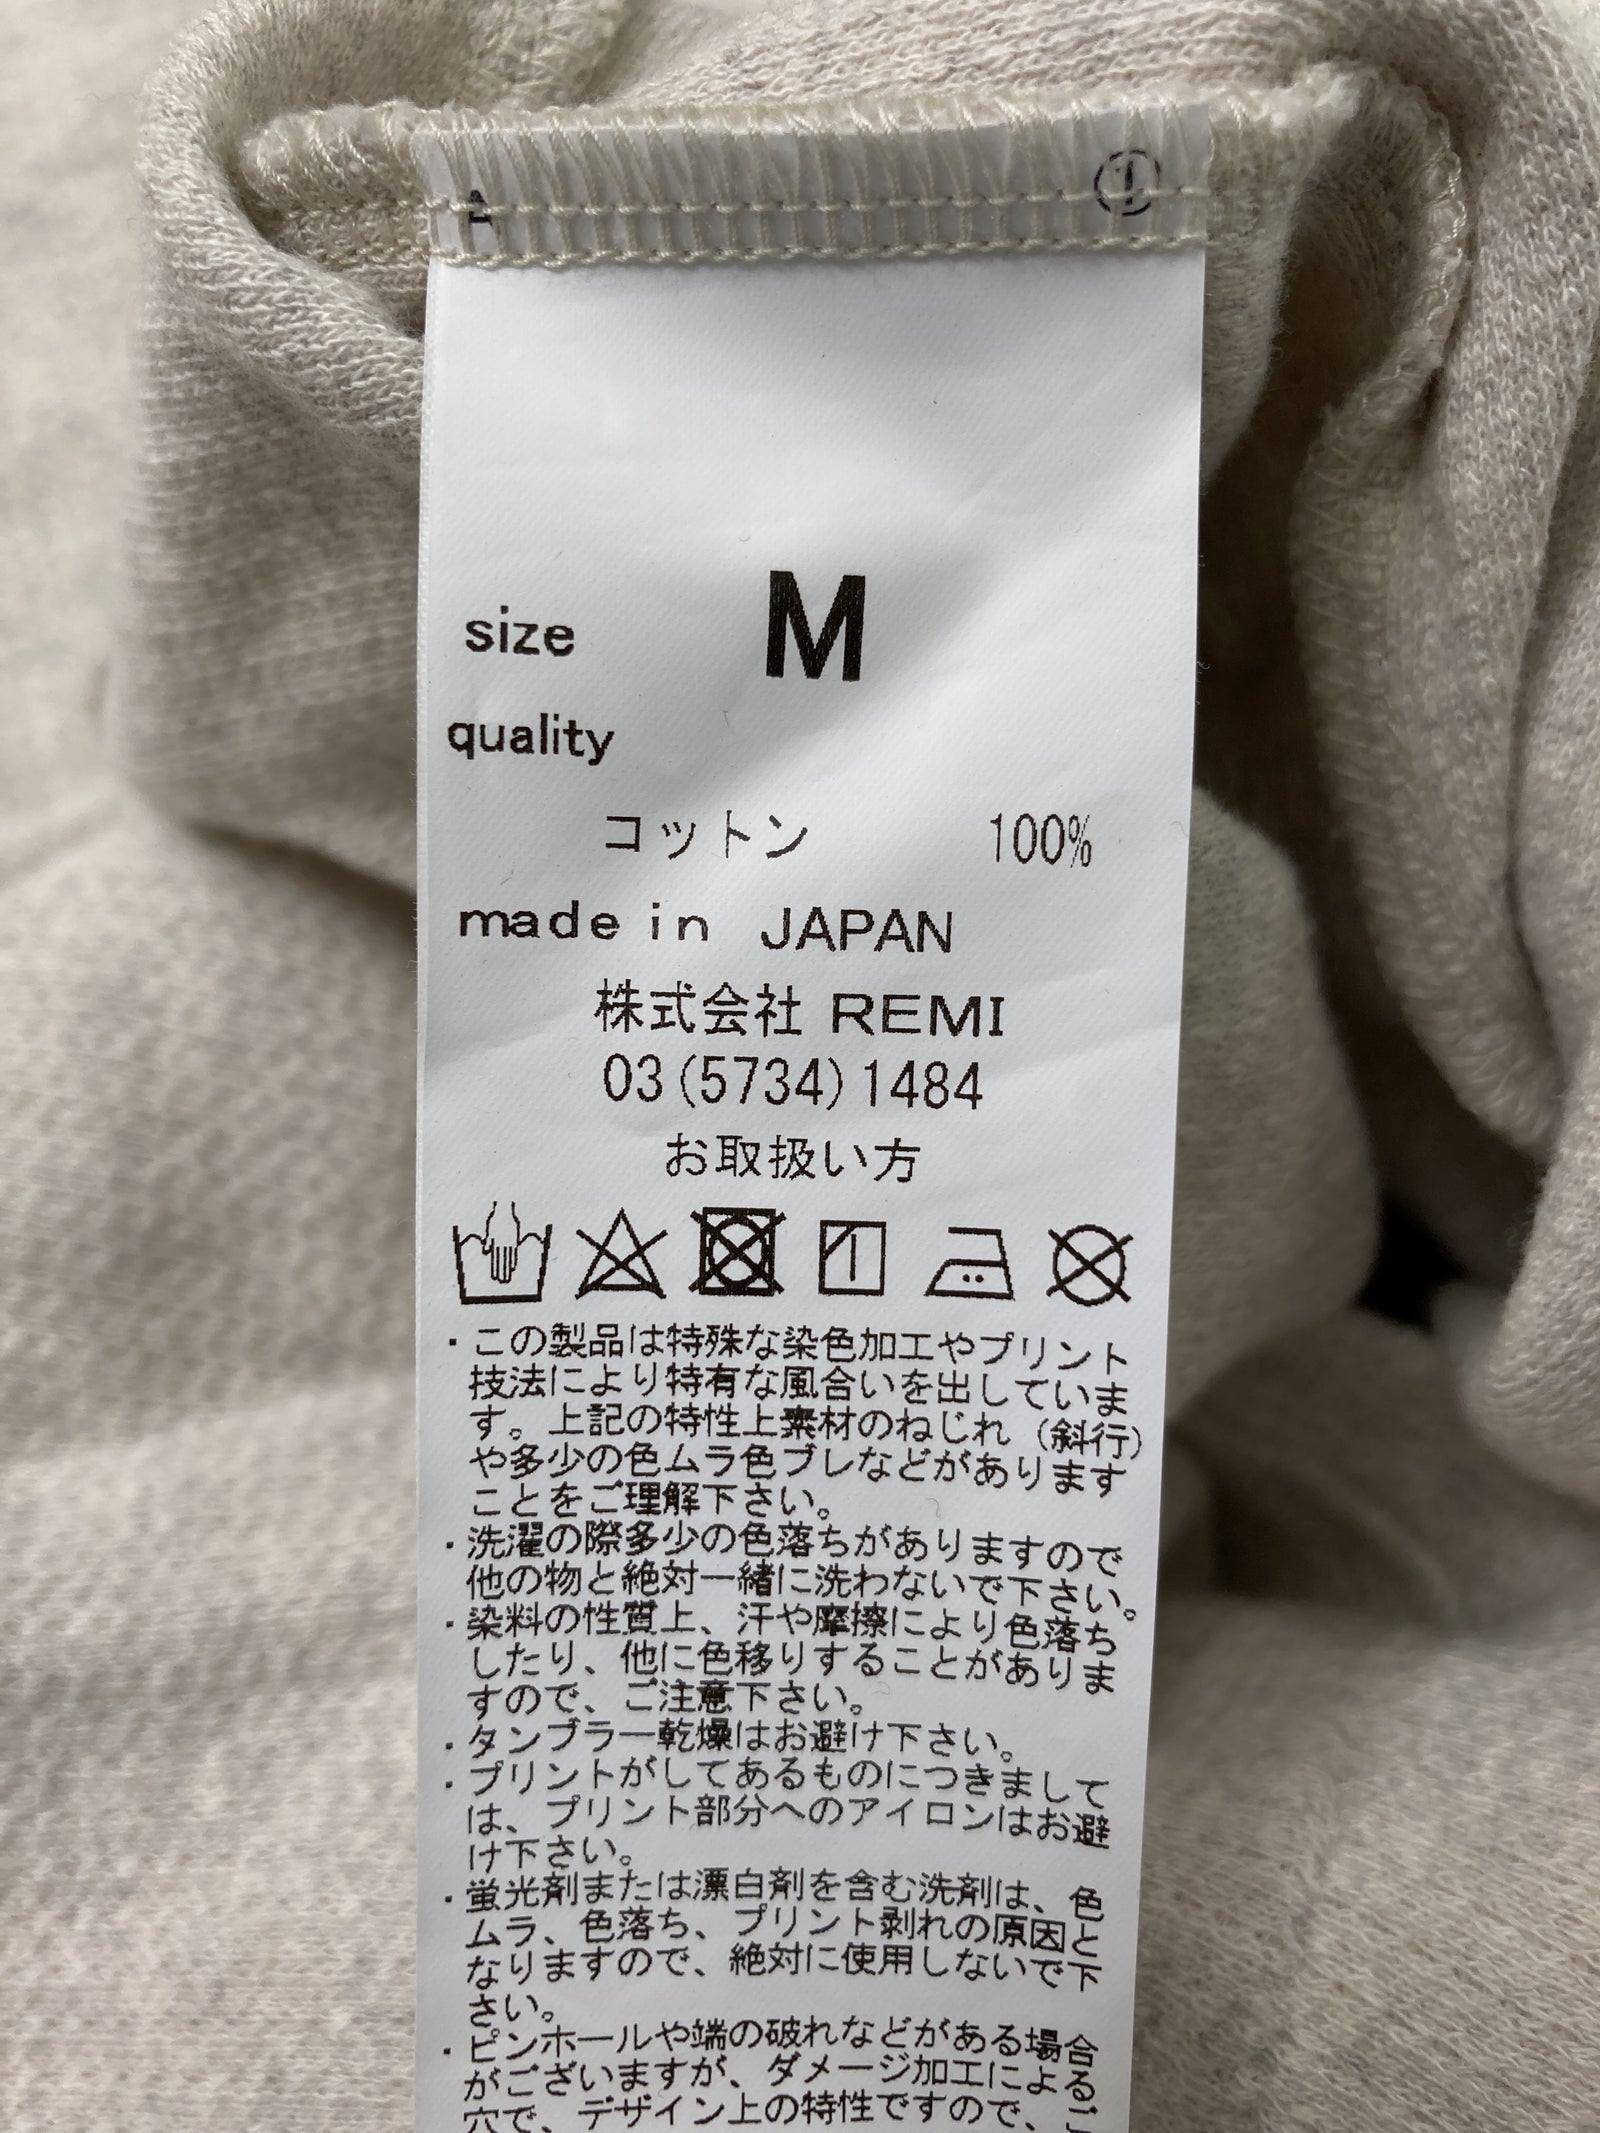 A ①
size M
quality
コットン 100%
made in JAPAN
株式会社 REMI
03(5734)1484
お取扱い方
・この製品は特殊な染色加工やプリント
技法により特有な風合いを出していま
す。上記の特性上素材のねじれ（斜行）
や多少の色ムラ色ブレなどがあります
ことをご理解下さい。
・洗濯の際多少の色落ちがありますので
他の物と絶対一緒に洗わないで下さい。
・染料の性質上、汗や摩擦により色落ち
したり、他に色移りすることがありま
すので、ご注意下さい。
・タンブラー乾燥はお避け下さい。
・プリントがしてあるものにつきまして
は、プリント部分へのアイロンはお避
け下さい。
・蛍光剤または漂白剤を含む洗剤は、色
ムラ、色落ち、プリント剥れの原因と
なりますので、絶対に使用しないで下
さい。
・ピンホールや端の破れなどがある場合
がございますが、ダメージ加工による
穴で、デザイン上の特性ですので、ご